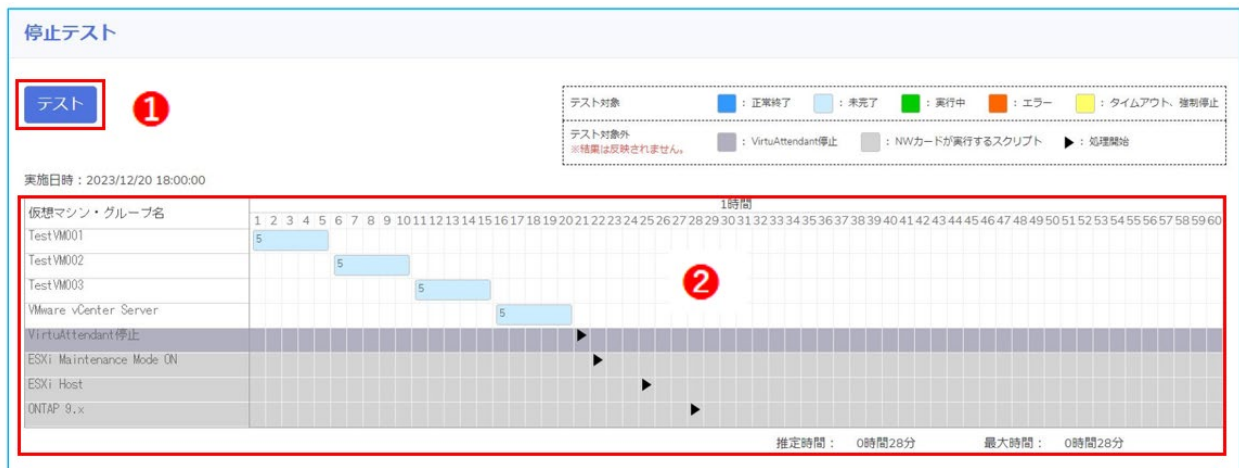 停止テスト
テスト
1
テスト対象
: 正常終了
: 未完了
: 実行中
: エラー
: タイムアウト、強制停止
テスト対象外
※結果は反映されません。
: VirtuAttendant停止
: NWカードが実行するスクリプト
▶ : 処理開始
実施日時：2023/12/20 18:00:00
仮想マシン・グループ名
1時間
1 2 3 4 5 6 7 8 9 10 11 12 13 14 15 16 17 18 19 20 21 22 23 24 25 26 27 28 29 30 31 32 33 34 35 36 37 38 39 40 41 42 43 44 45 46 47 48 49 50 51 52 53 54 55 56 57 58 59 60
TestVM001
5
TestVM002
5
TestVM003
5
2
VMware vCenter Server
5
VirtuAttendant停止
ESXi Maintenance Mode ON
ESXi Host
ONTAP 9.x
推定時間： 0時間28分 最大時間： 0時間28分